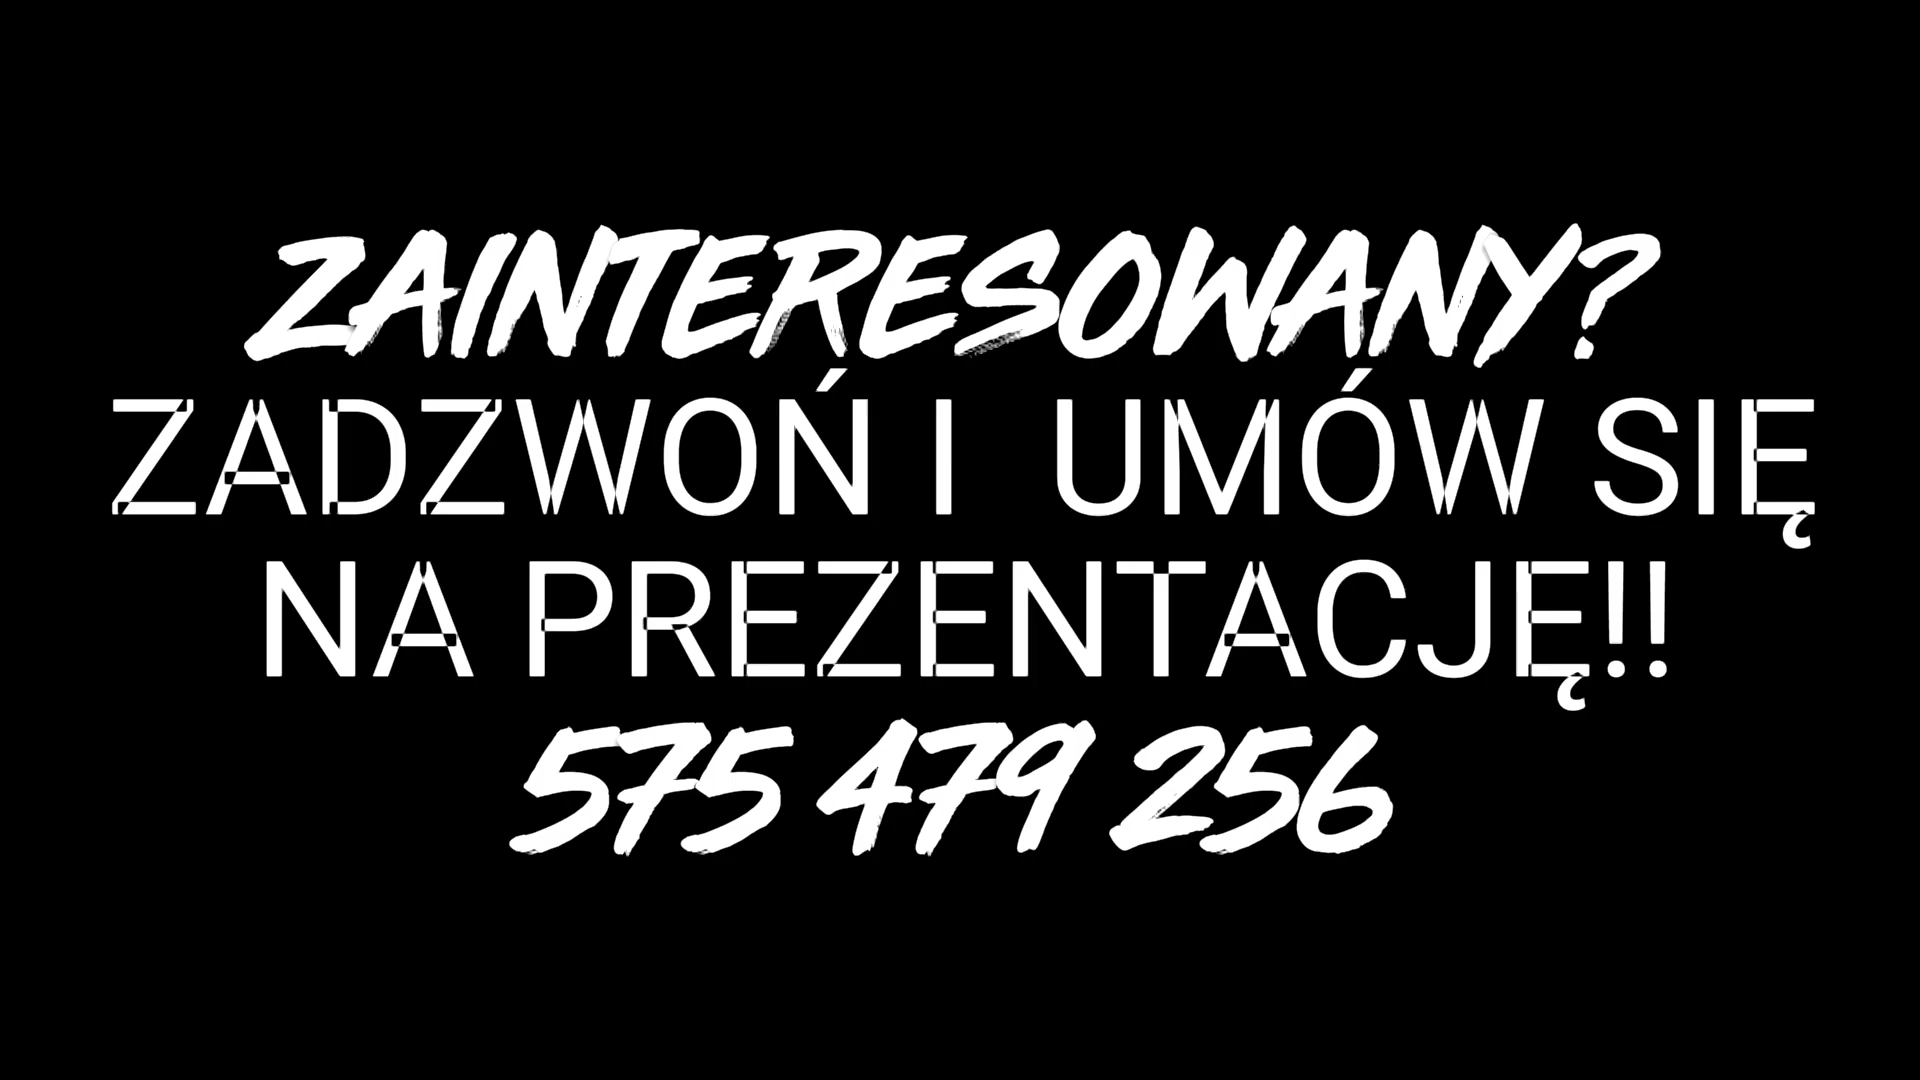 ZAINTERESOWANY?
ZADZWOŃ I UMÓW SIĘ
NA PREZENTACJĘ!!
575 479 256